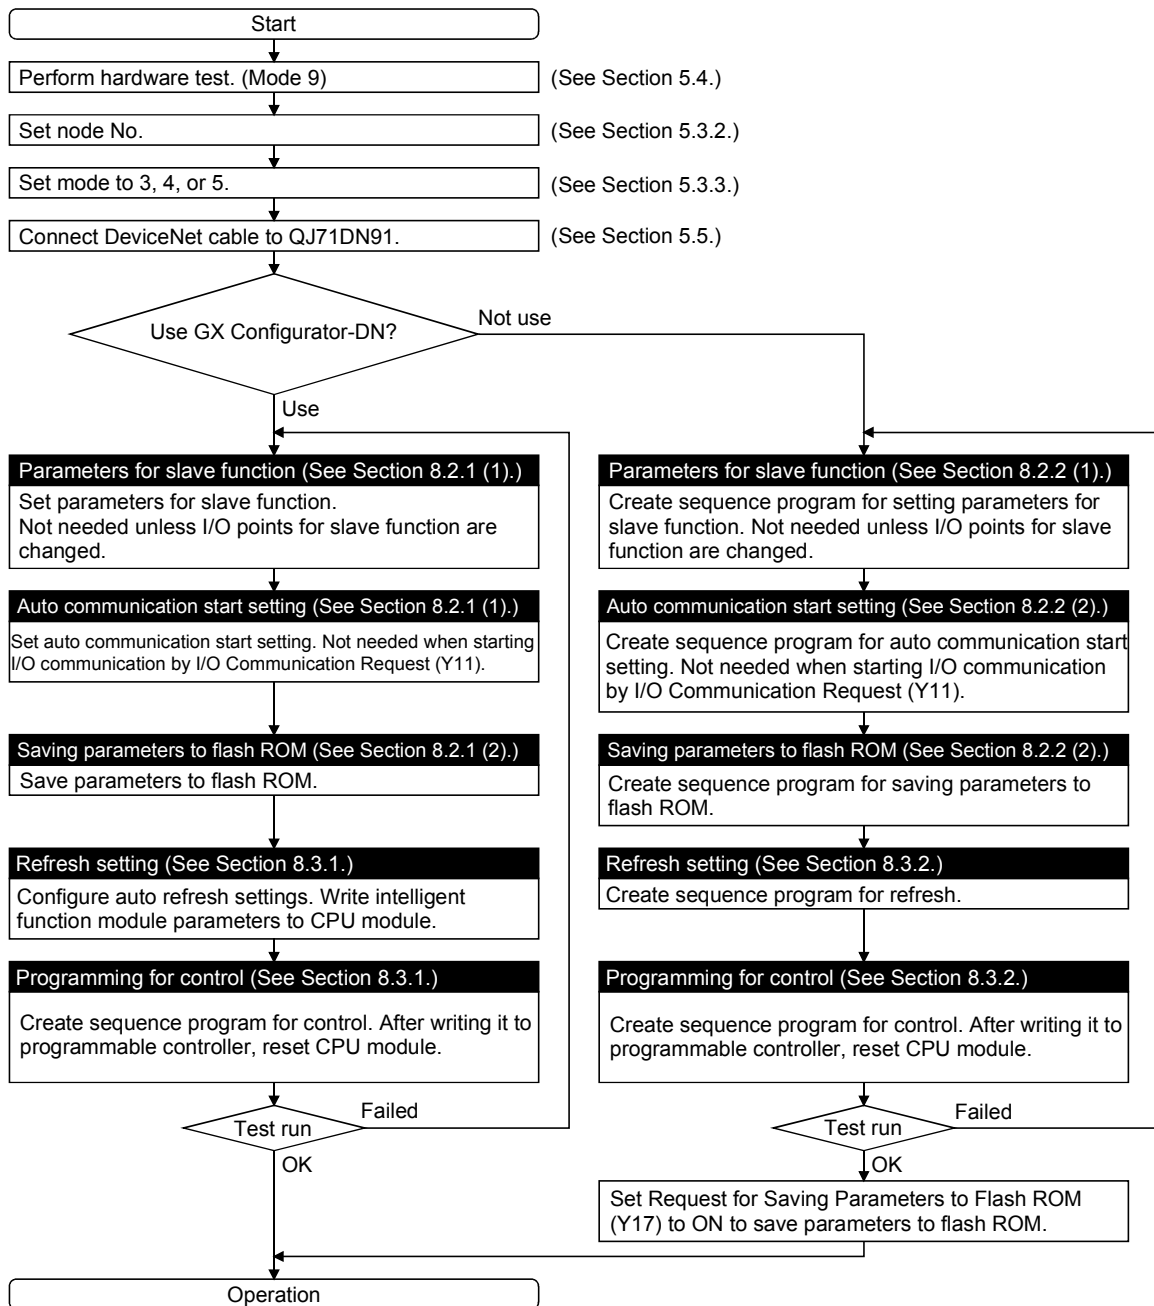 Start
Perform hardware test. (Mode 9)
(See Section 5.4.)
Set node No.
(See Section 5.3.2.)
Set mode to 3, 4, or 5.
(See Section 5.3.3.)
Connect DeviceNet cable to QJ71DN91.
(See Section 5.5.)
Use GX Configurator-DN?
Not use
Use
Parameters for slave function (See Section 8.2.1 (1).)
Set parameters for slave function.
Not needed unless I/O points for slave function are
changed.
Auto communication start setting (See Section 8.2.1 (1).)
Set auto communication start setting. Not needed when starting
I/O communication by I/O Communication Request (Y11).
Saving parameters to flash ROM (See Section 8.2.1 (2).)
Save parameters to flash ROM.
Refresh setting (See Section 8.3.1.)
Configure auto refresh settings. Write intelligent
function module parameters to CPU module.
Programming for control (See Section 8.3.1.)
Create sequence program for control. After writing it to
programmable controller, reset CPU module.
Test run
Failed
OK
Parameters for slave function (See Section 8.2.2 (1).)
Create sequence program for setting parameters for
slave function. Not needed unless I/O points for slave
function are changed.
Auto communication start setting (See Section 8.2.2 (2).)
Create sequence program for auto communication start
setting. Not needed when starting I/O communication
by I/O Communication Request (Y11).
Saving parameters to flash ROM (See Section 8.2.2 (2).)
Create sequence program for saving parameters to
flash ROM.
Refresh setting (See Section 8.3.2.)
Create sequence program for refresh.
Programming for control (See Section 8.3.2.)
Create sequence program for control. After writing it to
programmable controller, reset CPU module.
Test run
Failed
OK
Set Request for Saving Parameters to Flash ROM
(Y17) to ON to save parameters to flash ROM.
Operation